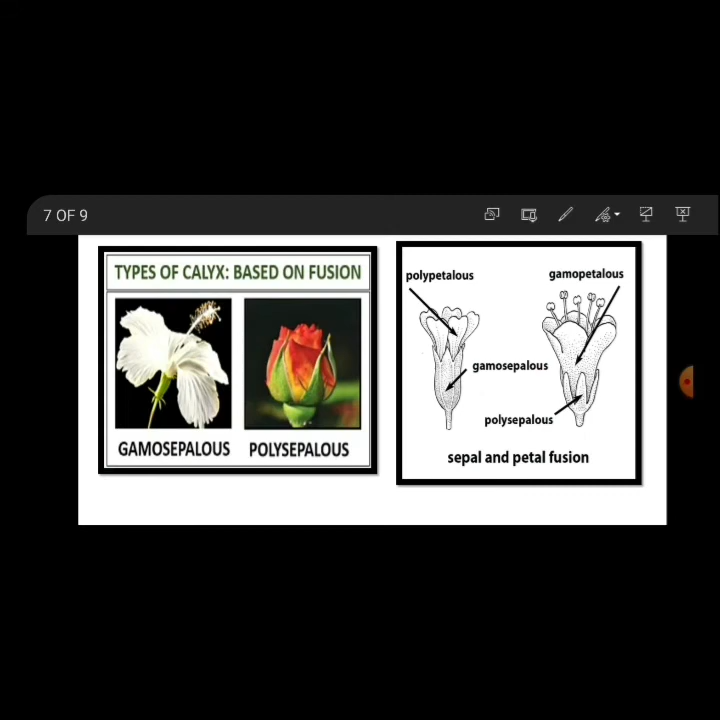 7 OF 9
TYPES OF CALYX: BASED ON FUSION
GAMOSEPALOUS
POLYSEPALOUS
polypetalous
gamopetalous
gamosepalous
polysepalous
sepal and petal fusion